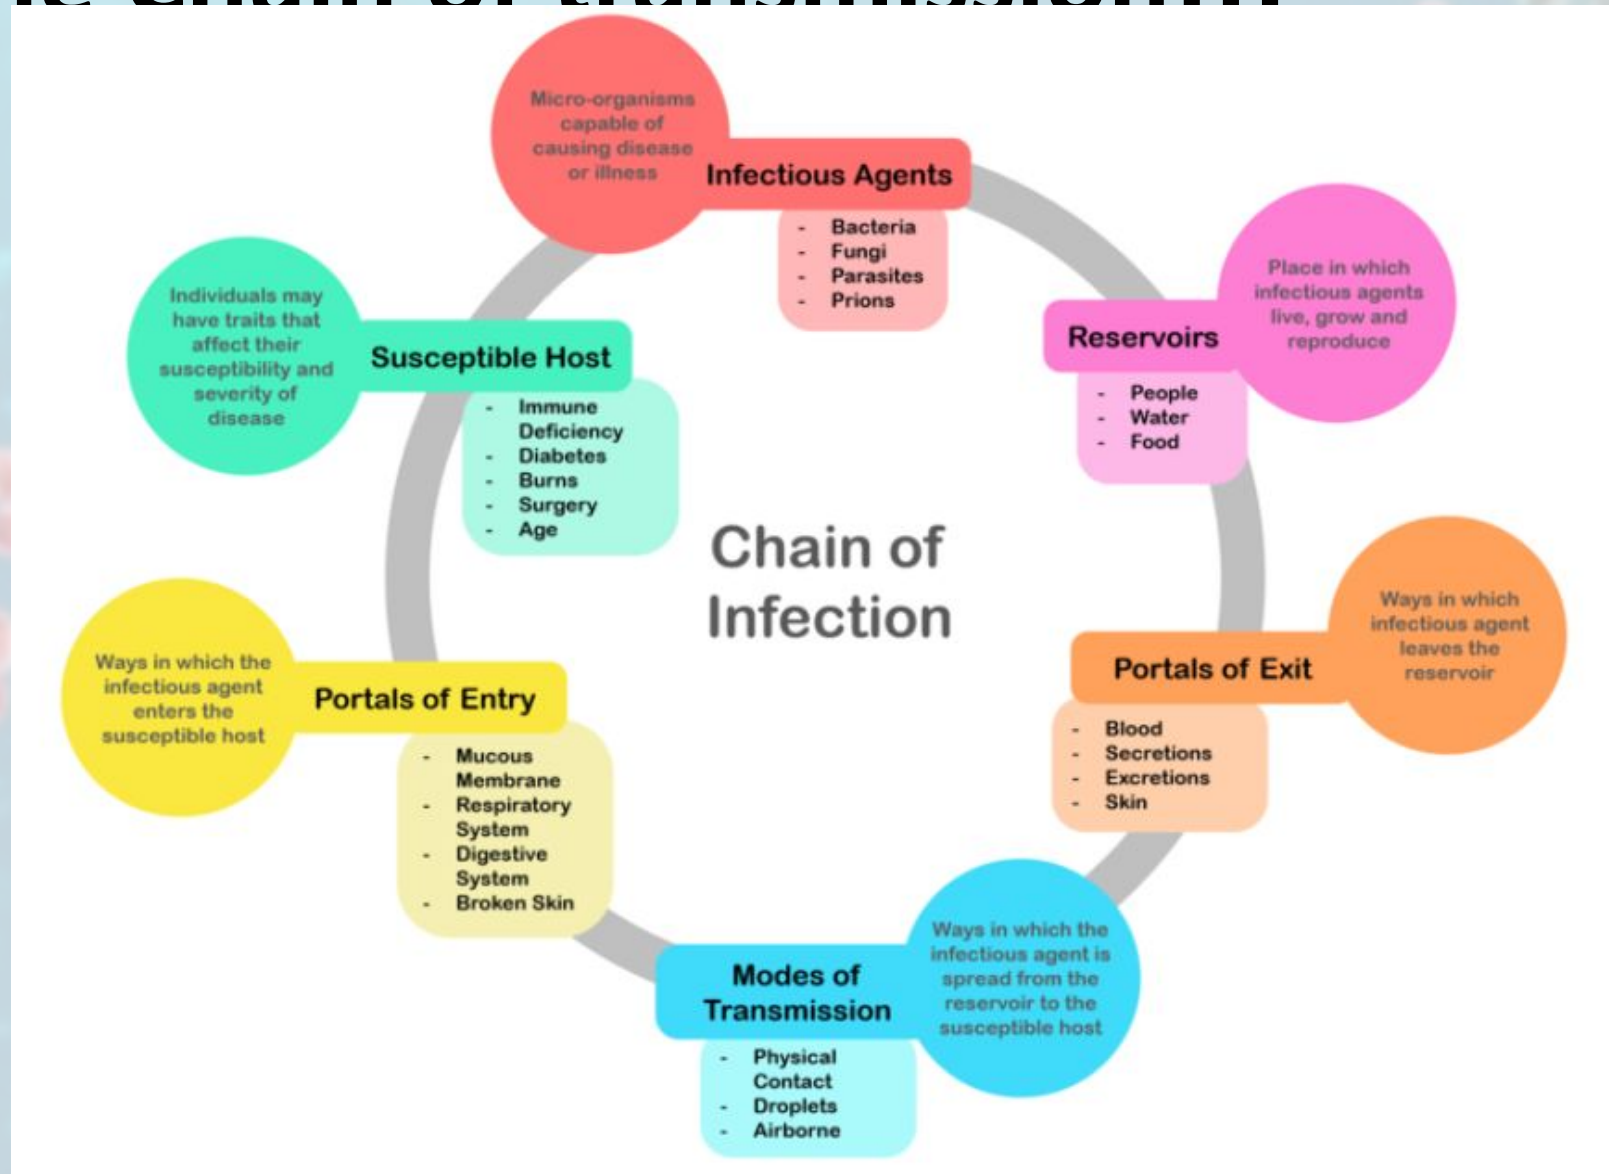 Micro-organisms
capable of
causing disease
or illness
Infectious Agents
- Bacteria
- Fungi
- Parasites
- Prions
Reservoirs
Place in which
infectious agents
live, grow and
reproduce
- People
- Water
- Food
Portals of Exit
Ways in which
infectious agent
leaves the
reservoir
- Blood
- Secretions
- Excretions
- Skin
Modes of
Transmission
Ways in which the
infectious agent is
spread from the
reservoir to the
susceptible host
- Physical
Contact
- Droplets
- Airborne
Ways in which the
infectious agent
enters the
susceptible host
Portals of Entry
- Mucous
Membrane
- Respiratory
System
- Digestive
System
- Broken Skin
Individuals may
have traits that
affect their
susceptibility and
severity of
disease
Susceptible Host
- Immune
Deficiency
- Diabetes
- Burns
- Surgery
- Age
Chain of
Infection